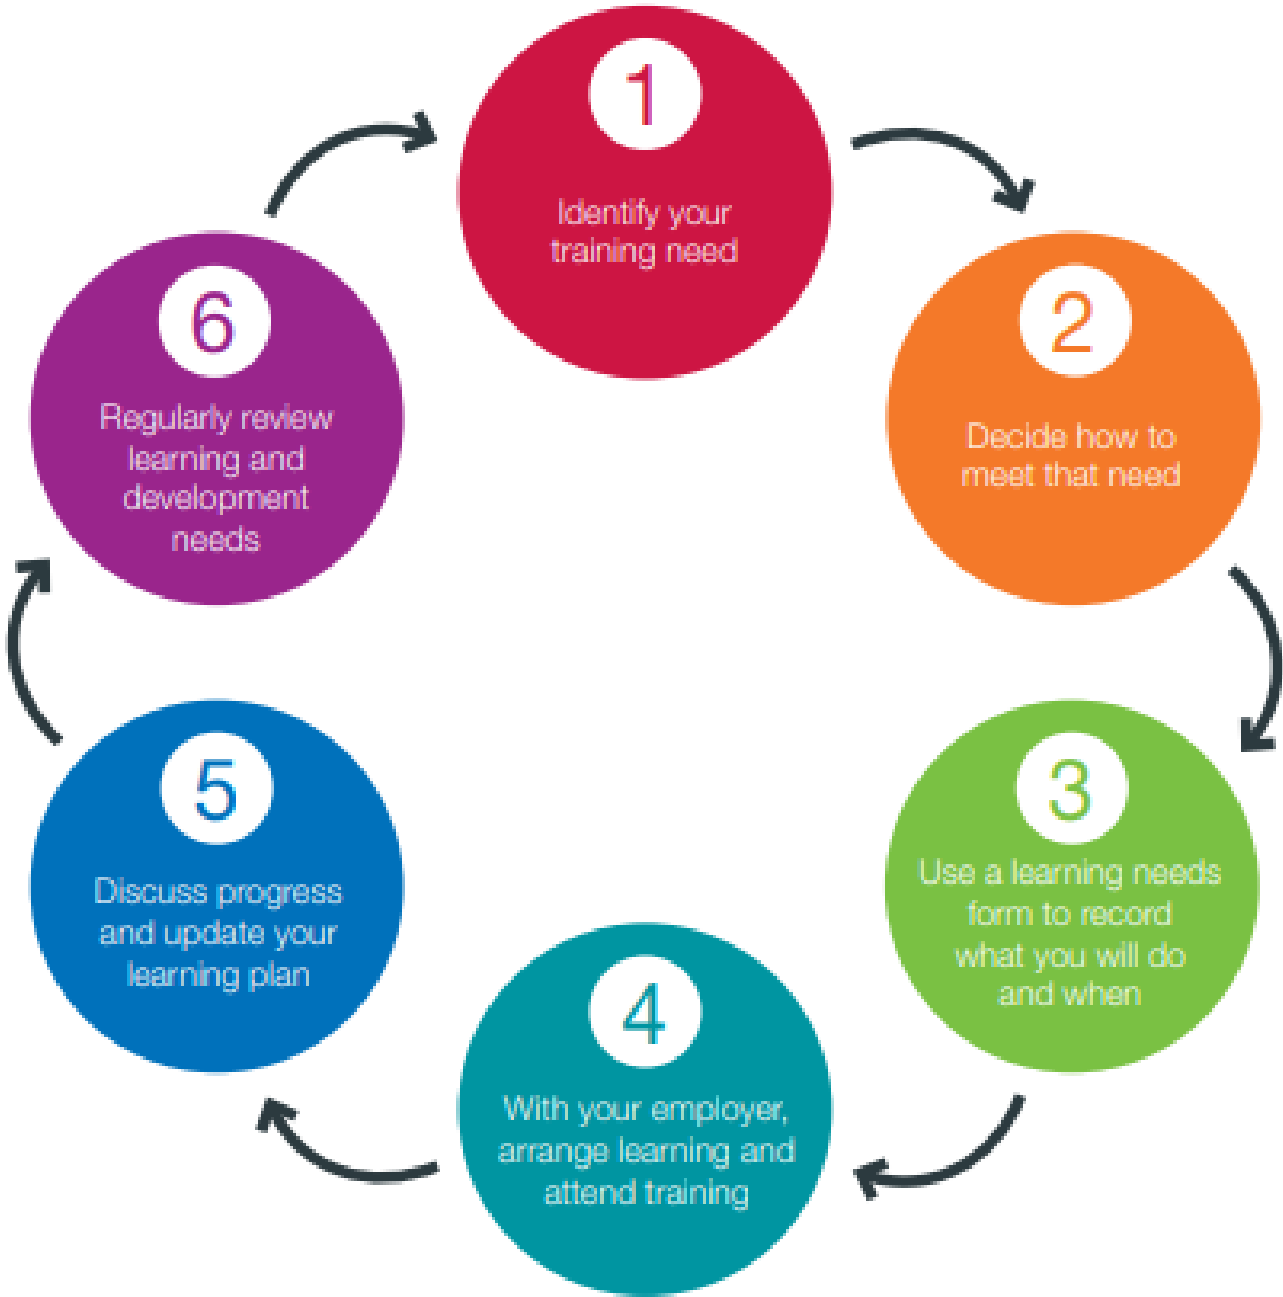 1
Identify your
training need
2
Decide how to
meet that need
3
Use a learning needs
form to record
what you will do
and when
4
With your employer,
arrange learning and
attend training
5
Discuss progress
and update your
learning plan
6
Regularly review
learning and
development
needs